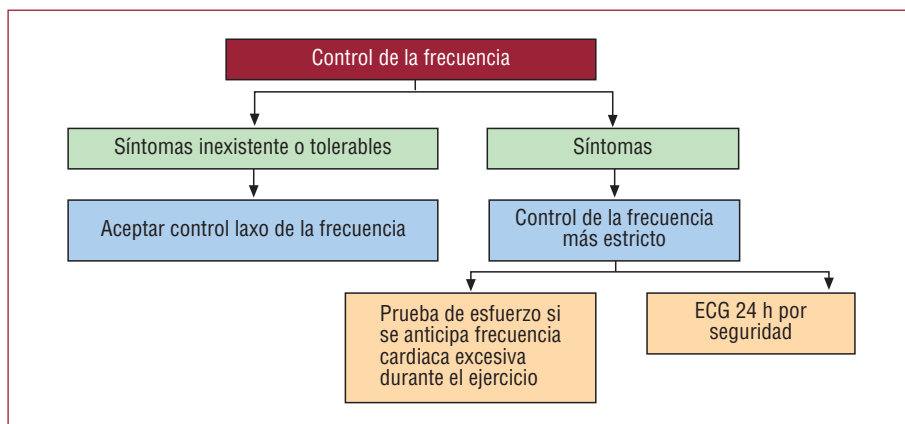 Control de la frecuencia
Síntomas inexistente o tolerables
Síntomas
Aceptar control laxo de la frecuencia
Control de la frecuencia
más estricto
Prueba de esfuerzo si
se anticipa frecuencia
cardiaca excesiva
durante el ejercicio
ECG 24 h por
seguridad